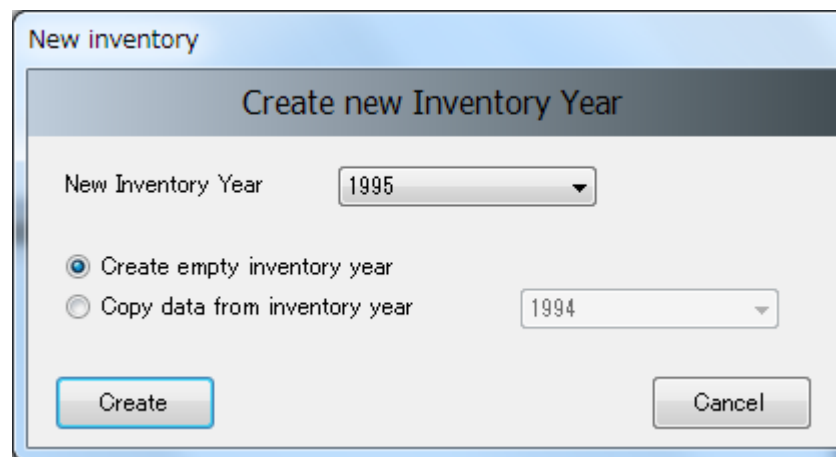 New inventory
Create new Inventory Year
New Inventory Year 1995
Create empty inventory year
Copy data from inventory year 1994
Create Cancel